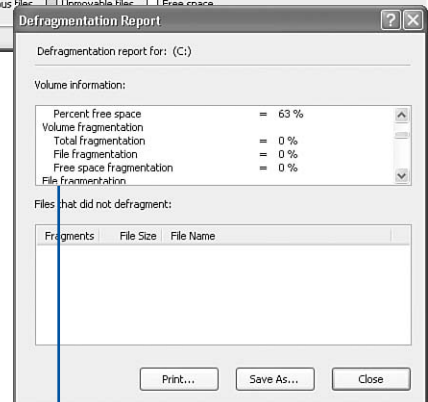 us files Unmovable files Free space
Defragmentation Report
Defragmentation report for: (C:)
Volume information:
Percent free space = 63 %
Volume fragmentation
Total fragmentation = 0 %
File fragmentation = 0 %
Free space fragmentation = 0 %
File fragmentation
Files that did not defragment:
Fragments File Size File Name
Print... Save As... Close